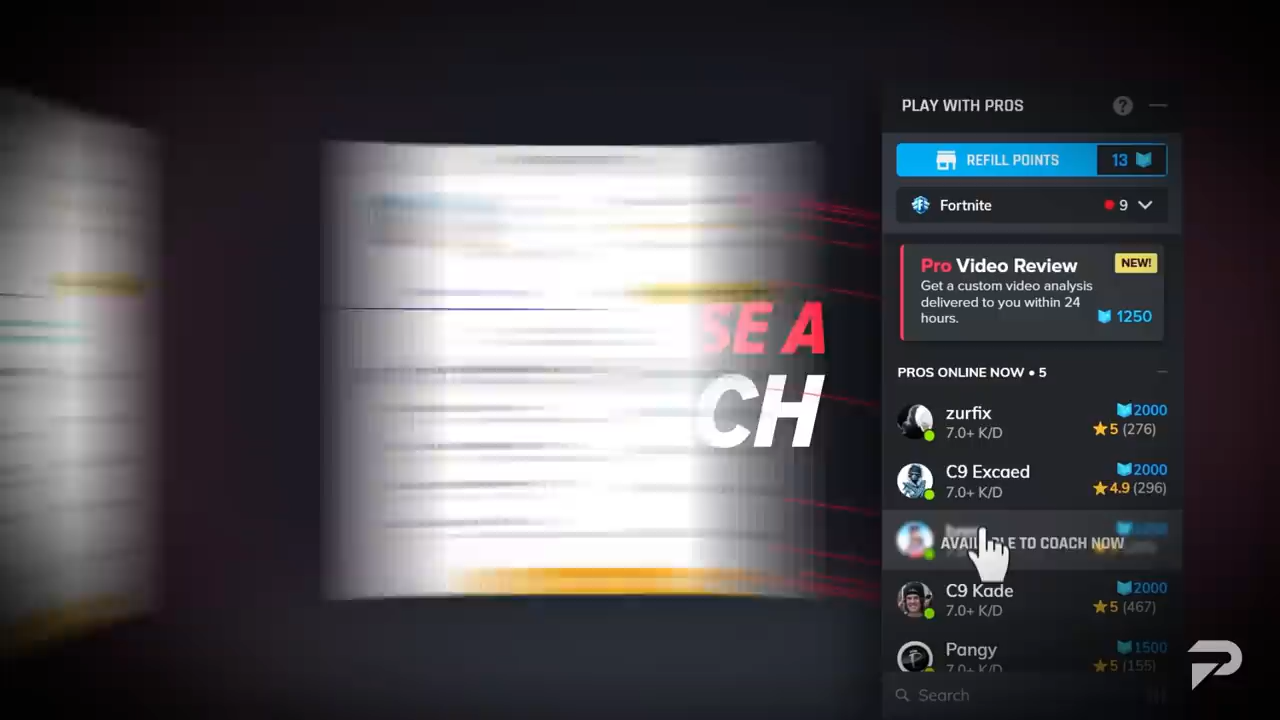 PLAY WITH PROS
REFILL POINTS
13
Fortnite
9
Pro Video Review
NEW!
Get a custom video analysis
delivered to you within 24
hours.
1250
SE A
CH
PROS ONLINE NOW • 5
zurfix
2000
7.0+ K/D
5 (276)
C9 Excaed
2000
7.0+ K/D
4.9 (296)
TO COACH NOW
C9 Kade
2000
7.0+ K/D
5 (467)
Pangy
1500
7.0+ K/D
5 (155)
Search